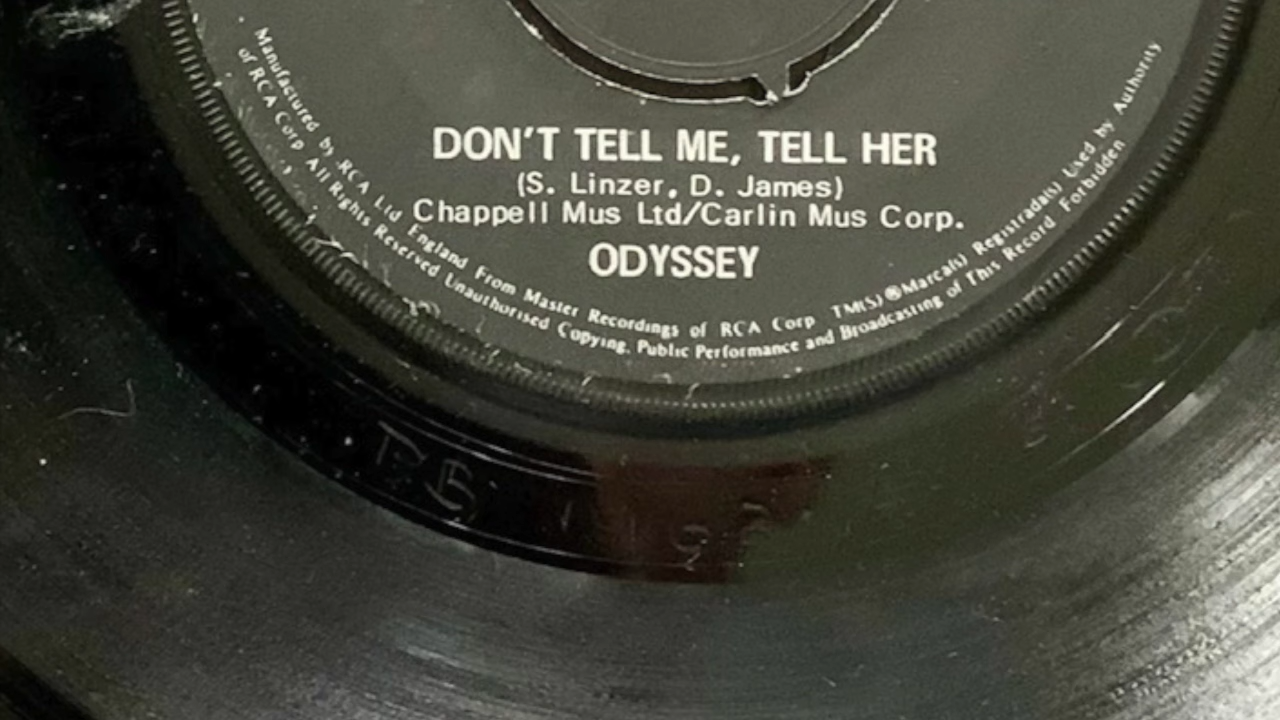 DON'T TELL ME, TELL HER
(S. Linzer, D. James)
Chappell Mus Ltd/Carlin Mus Corp.
ODYSSEY
Manufactured by RCA Ltd England From Master Recordings of RCA Corp TM(S) ® Marca(s) Registrada(s) Used by Authority
of RCA Corp All Rights Reserved Unauthorised Copying, Public Performance and Broadcasting of This Record Forbidden
PB